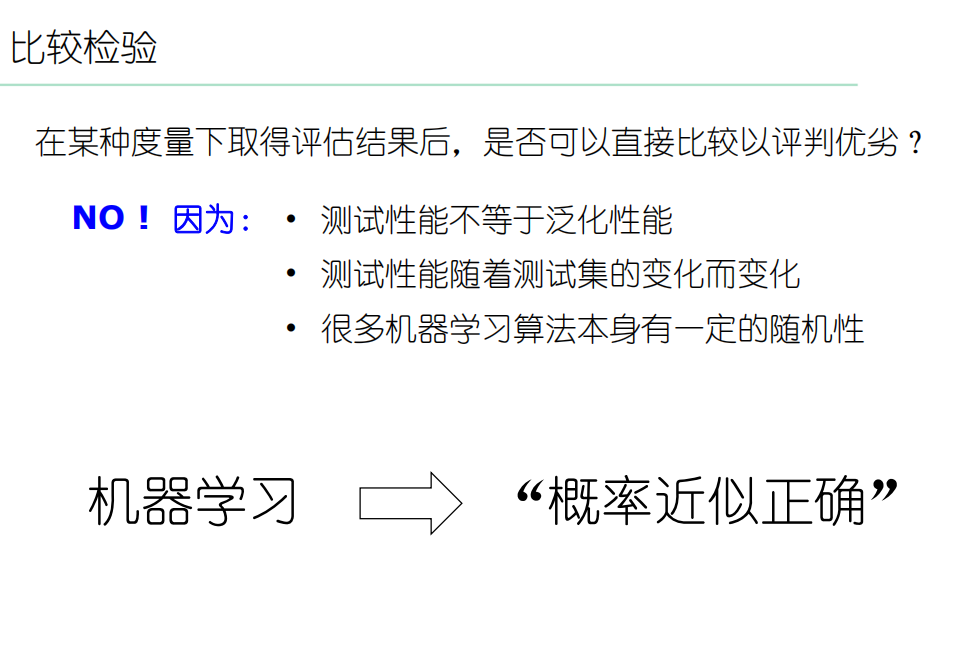 比较检验
在某种度量下取得评估结果后，是否可以直接比较以评判优劣？
NO！因为：
• 测试性能不等于泛化性能
• 测试性能随着测试集的变化而变化
• 很多机器学习算法本身有一定的随机性
机器学习 “概率近似正确”